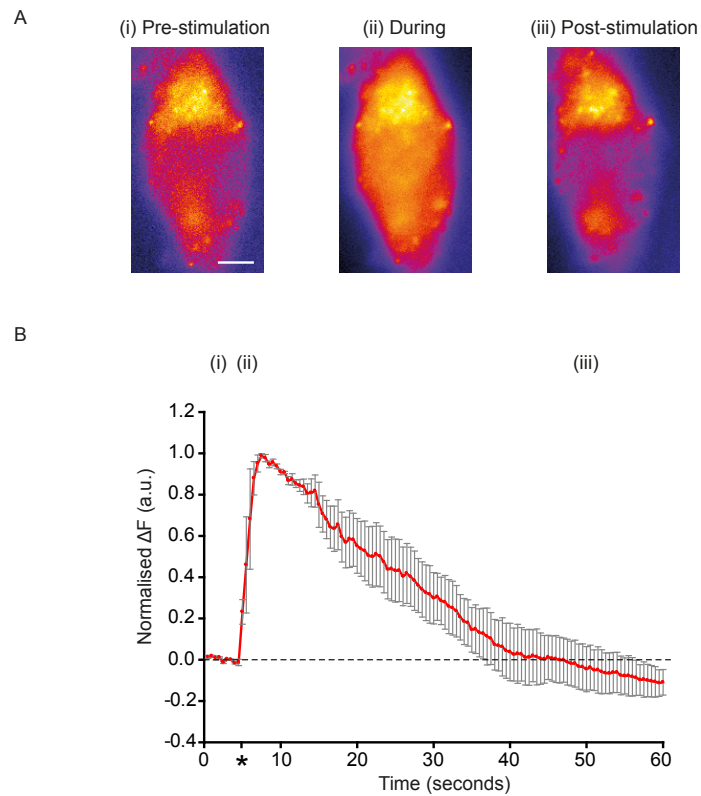 A
(i) Pre-stimulation
(ii) During
(iii) Post-stimulation
B
(i) (ii) (iii)
1.2
1.0
0.8
0.6
0.4
0.2
0.0
-0.2
-0.4
Normalised ΔF (a.u.)
0 10 20 30 40 50 60
*
Time (seconds)